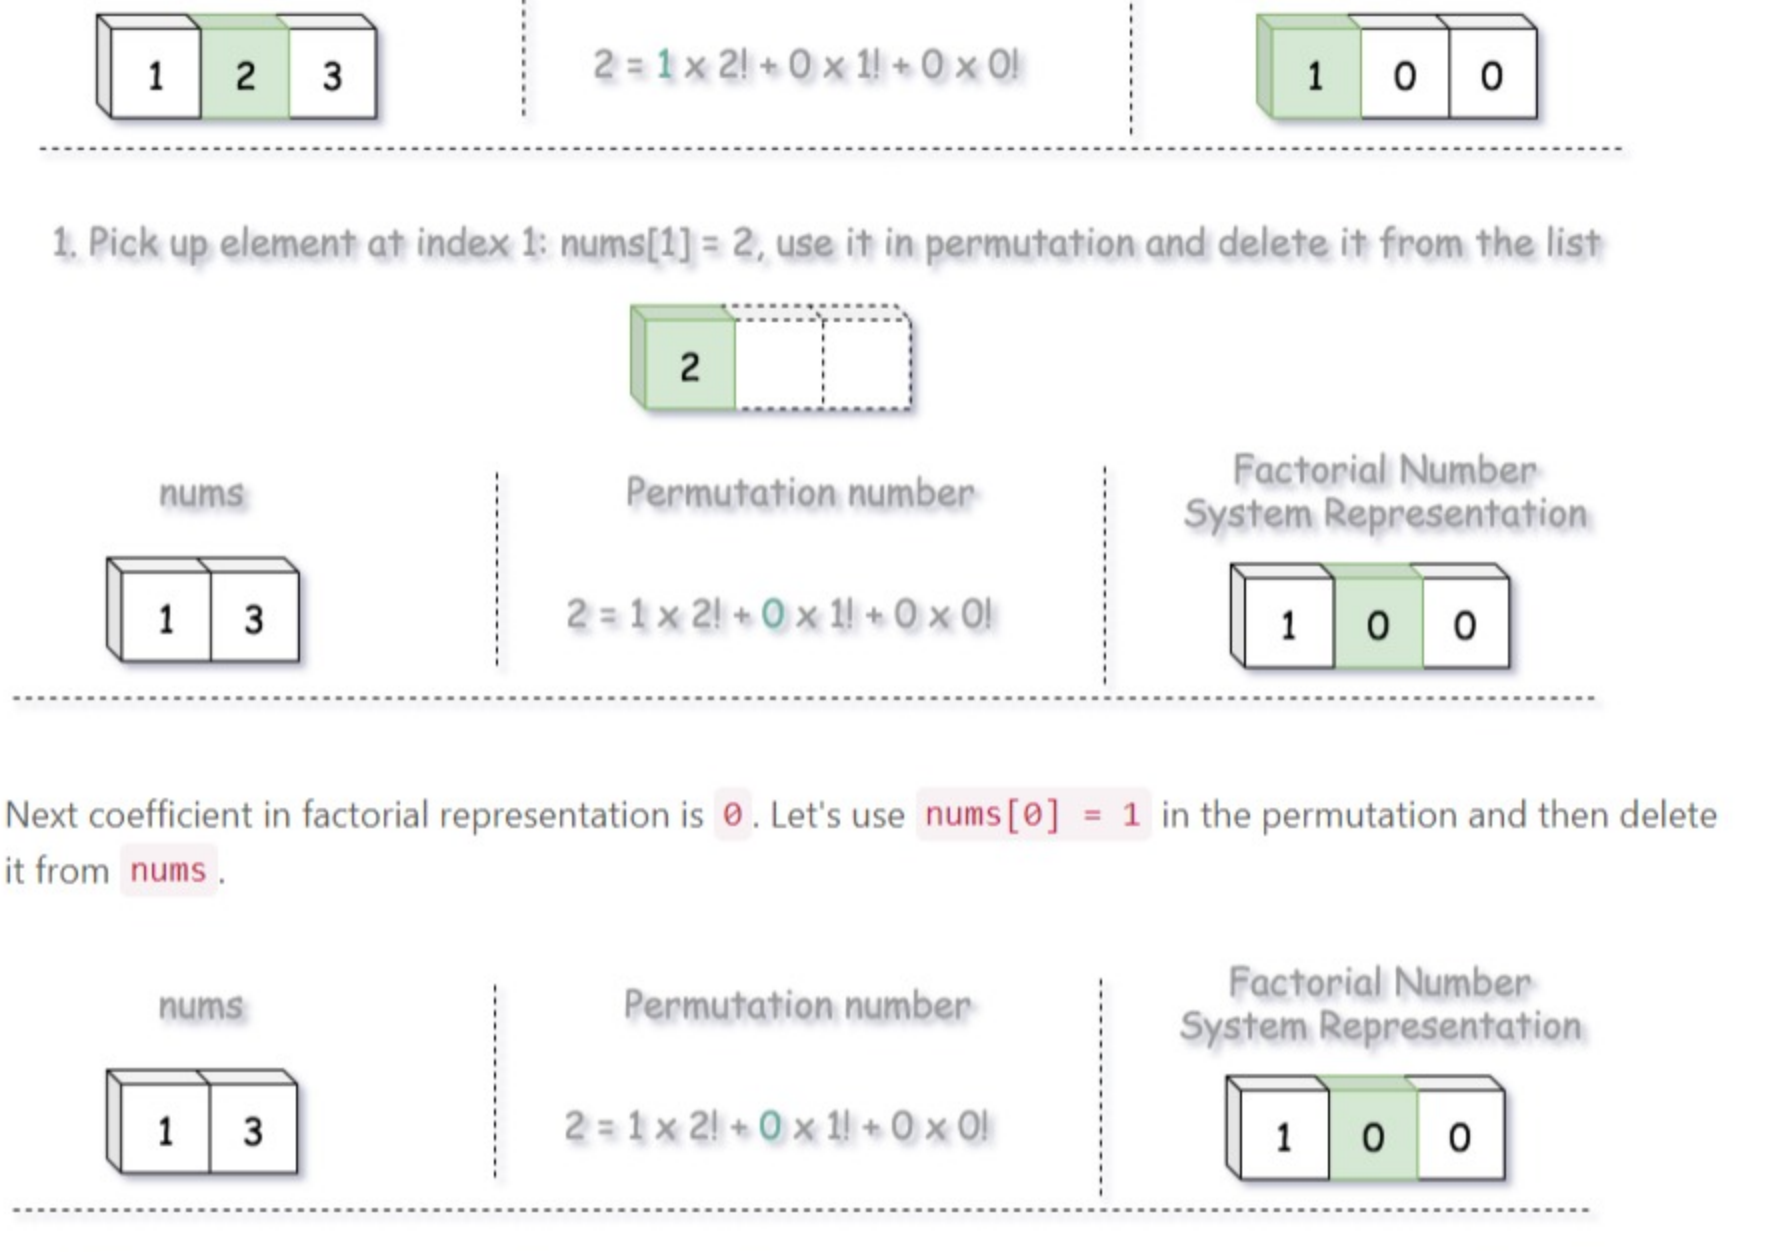 1 2 3
2 = 1 x 2! + 0 x 1! + 0 x 0!
1 0 0
1. Pick up element at index 1: nums[1] = 2, use it in permutation and delete it from the list
2
nums
Permutation number
Factorial Number
System Representation
1 3
2 = 1 x 2! + 0 x 1! + 0 x 0!
1 0 0
Next coefficient in factorial representation is 0. Let's use nums[0] = 1 in the permutation and then delete
it from nums.
nums
Permutation number
Factorial Number
System Representation
1 3
2 = 1 x 2! + 0 x 1! + 0 x 0!
1 0 0